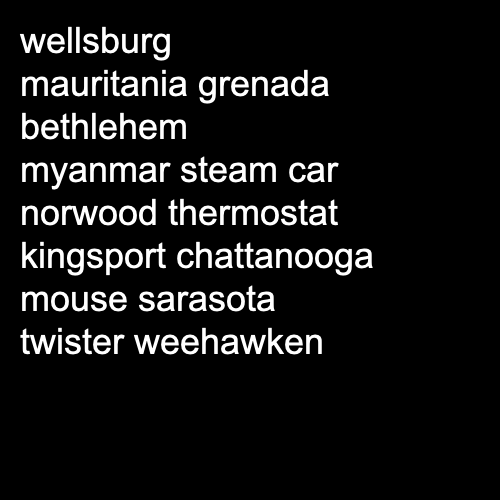 wellsburg
mauritania grenada
bethlehem
myanmar steam car
norwood thermostat
kingsport chattanooga
mouse sarasota
twister weehawken